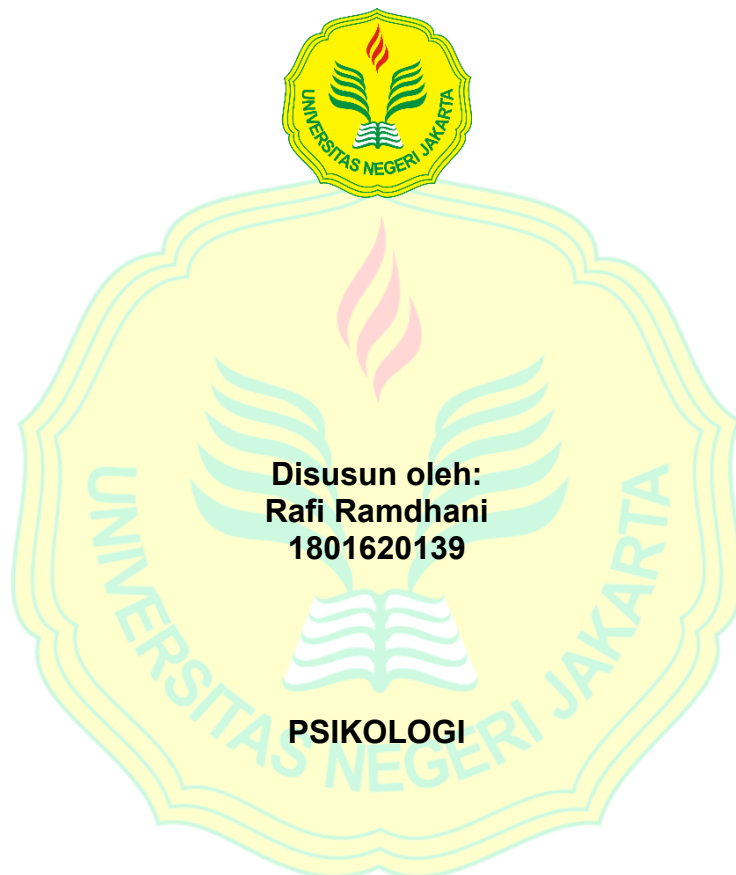 UNIVERSITAS NEGERI JAKARTA
Disusun oleh:
Rafi Ramdhani
1801620139
PSIKOLOGI
UNIVERSITAS NEGERI JAKARTA